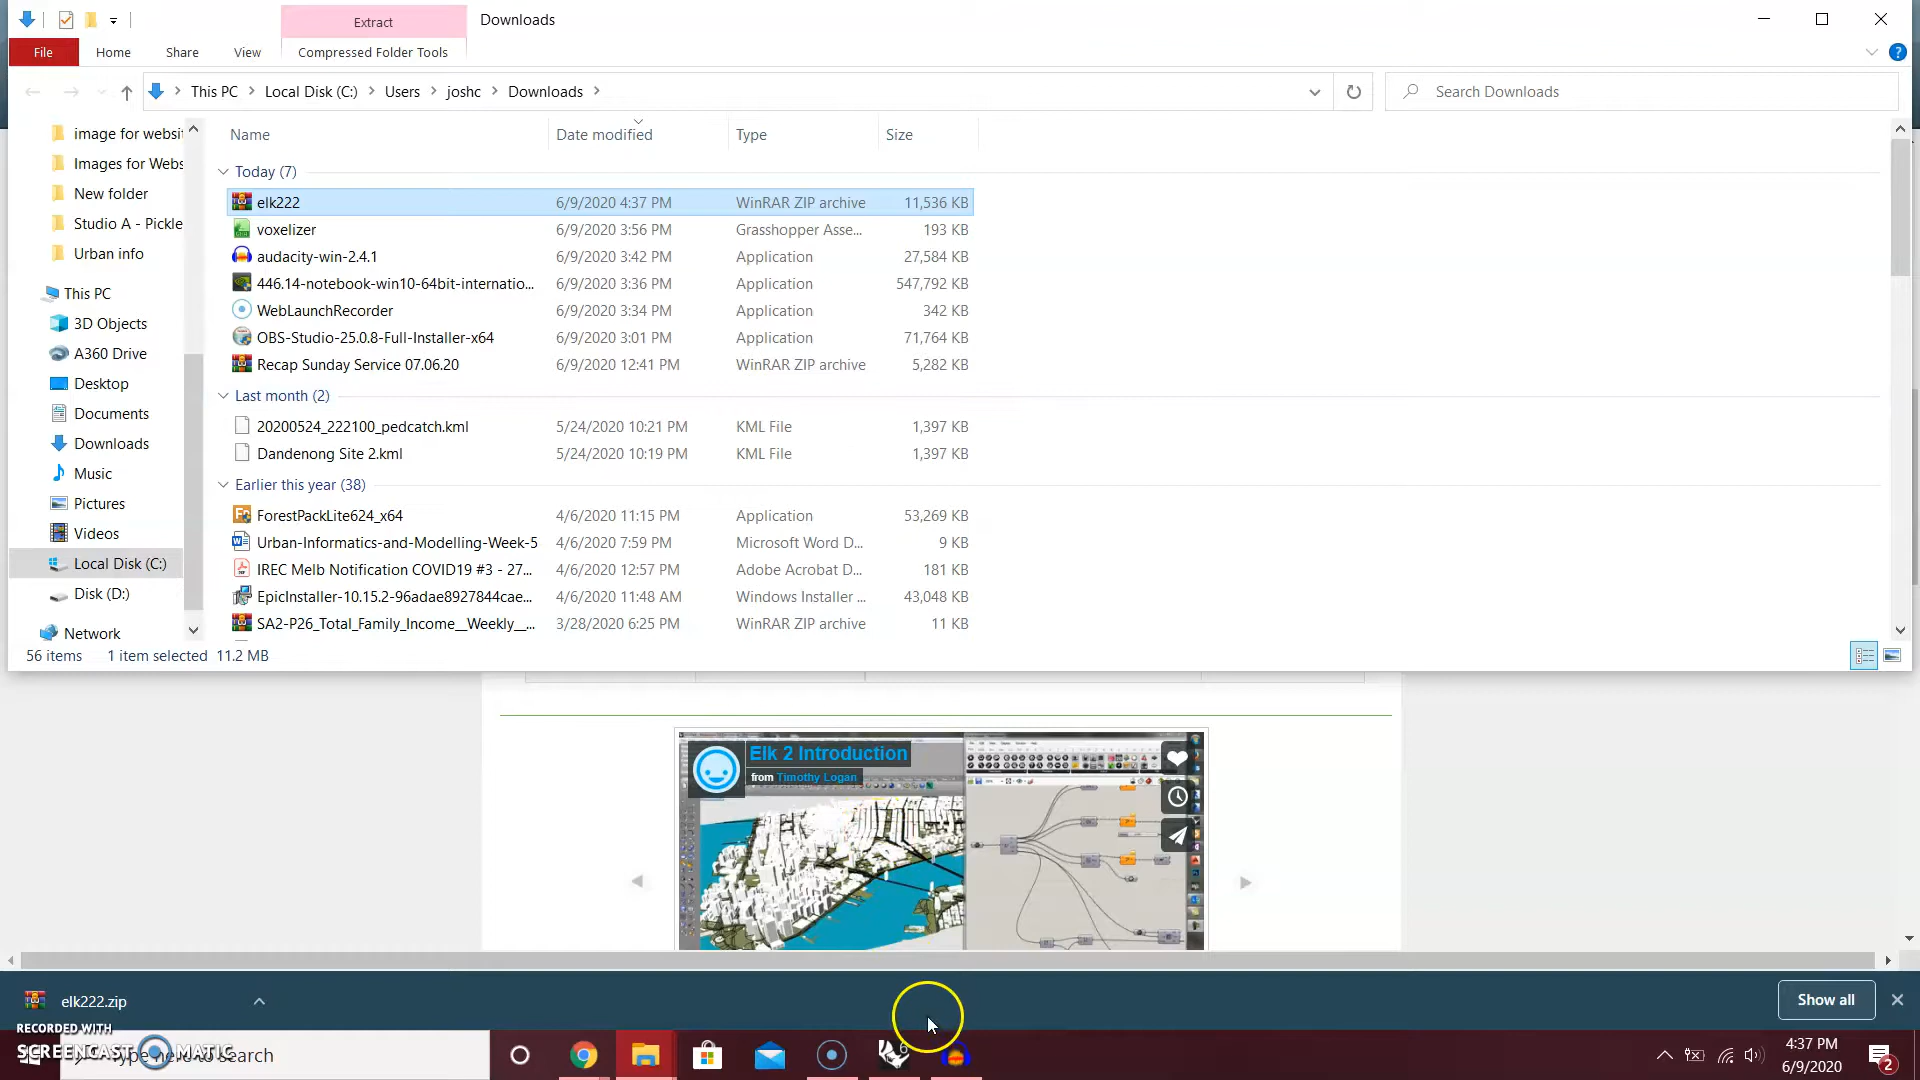 Extract
Downloads
File
Home
Share
View
Compressed Folder Tools
This PC
Local Disk (C:)
Users
joshc
Downloads
Search Downloads
Name
Date modified
Type
Size
image for websi
Images for Webs
New folder
Studio A - Pickle
Urban info
This PC
3D Objects
A360 Drive
Desktop
Documents
Downloads
Music
Pictures
Videos
Local Disk (C:)
Disk (D:)
Network
Today (7)
elk222 6/9/2020 4:37 PM WinRAR ZIP archive 11,536 KB
voxelizer 6/9/2020 3:56 PM Grasshopper Asse... 193 KB
audacity-win-2.4.1 6/9/2020 3:42 PM Application 27,584 KB
446.14-notebook-win10-64bit-internatio... 6/9/2020 3:36 PM Application 547,792 KB
WebLaunchRecorder 6/9/2020 3:34 PM Application 342 KB
OBS-Studio-25.0.8-Full-Installer-x64 6/9/2020 3:01 PM Application 71,764 KB
Recap Sunday Service 07.06.20 6/9/2020 12:41 PM WinRAR ZIP archive 5,282 KB
Last month (2)
20200524_222100_pedcatch.kml 5/24/2020 10:21 PM KML File 1,397 KB
Dandenong Site 2.kml 5/24/2020 10:19 PM KML File 1,397 KB
Earlier this year (38)
ForestPackLite624_x64 4/6/2020 11:15 PM Application 53,269 KB
Urban-Informatics-and-Modelling-Week-5 4/6/2020 7:59 PM Microsoft Word D... 9 KB
IREC Melb Notification COVID19 #3 - 27... 4/6/2020 12:57 PM Adobe Acrobat D... 181 KB
EpicInstaller-10.15.2-96adae8927844cae... 4/6/2020 11:48 AM Windows Installer ... 43,048 KB
SA2-P26_Total_Family_Income__Weekly__... 3/28/2020 6:25 PM WinRAR ZIP archive 11 KB
56 items 1 item selected 11.2 MB
Elk 2 Introduction
from Timothy Logan
elk222.zip
Show all
RECORDED WITH
SCREENCAST MATIC
Type here to search
6
4:37 PM
6/9/2020
2